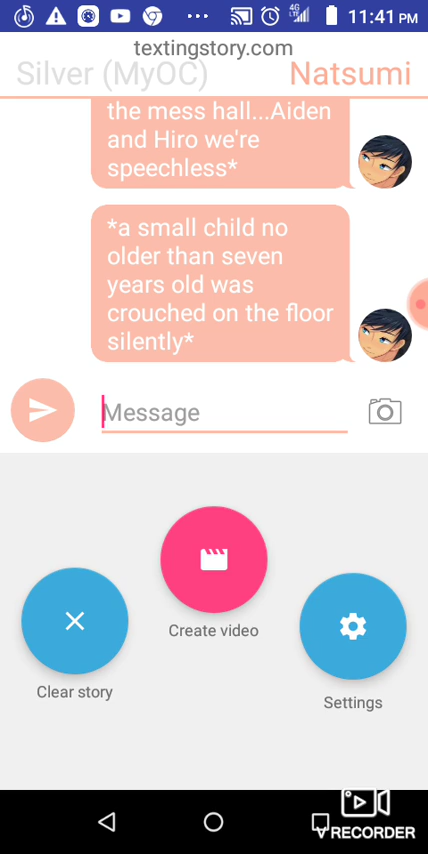 4G
11:41 PM
textingstory.com
Silver (MyOC)
Natsumi
the mess hall...Aiden
and Hiro we're
speechless*
*a small child no
older than seven
years old was
crouched on the floor
silently*
Message
Create video
Clear story
Settings
V RECORDER